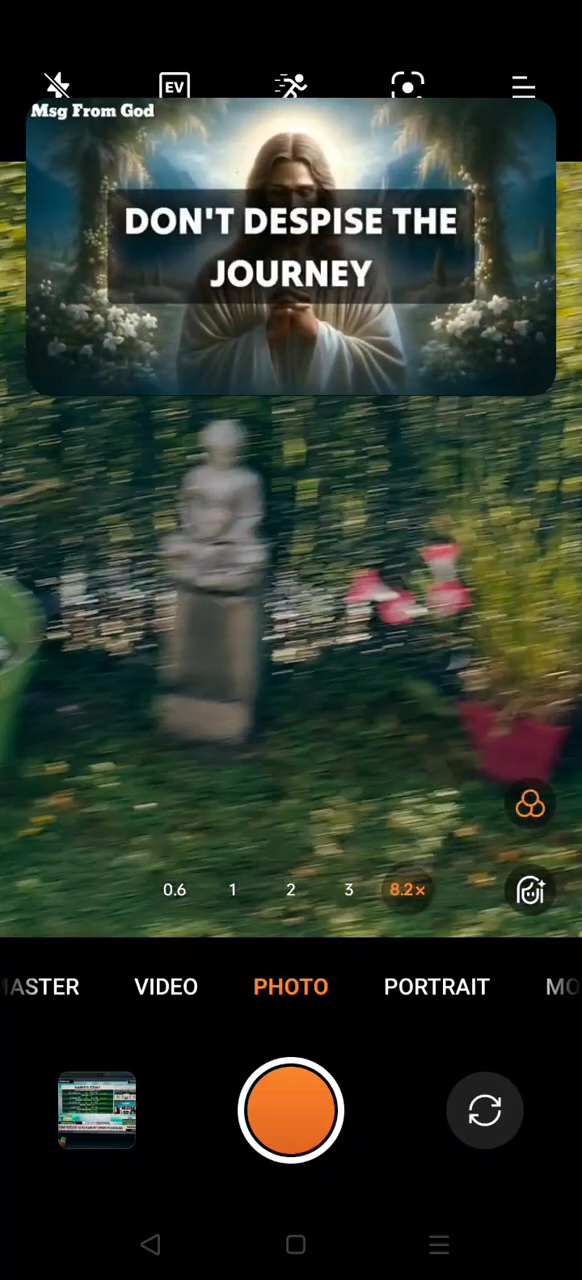 EV
Msg From God
DON'T DESPISE THE
JOURNEY
0.6 1 2 3 8.2×
ASTER VIDEO PHOTO PORTRAIT MO